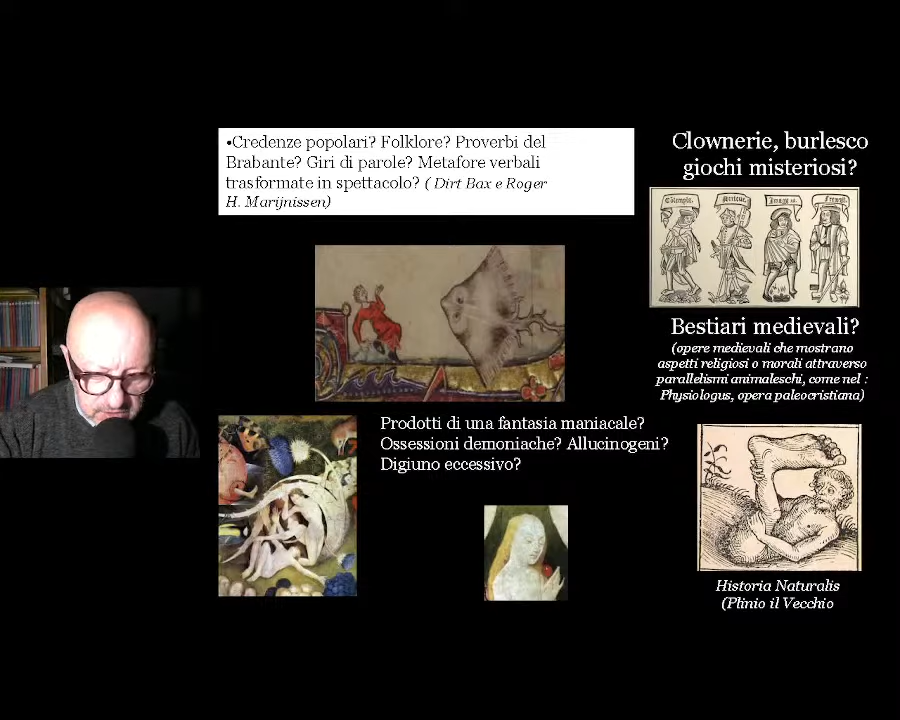 •Credenze popolari? Folklore? Proverbi del
Brabante? Giri di parole? Metafore verbali
trasformate in spettacolo? ( Dirt Bax e Roger
H. Marijnissen)
Clownerie, burlesco
giochi misteriosi?
Bestiari medievali?
(opere medievali che mostrano
aspetti religiosi o morali attraverso
parallelismi animaleschi, come nel :
Physiologus, opera paleocristiana)
Prodotti di una fantasia maniacale?
Ossessioni demoniache? Allucinogeni?
Digiuno eccessivo?
Historia Naturalis
(Plinio il Vecchio